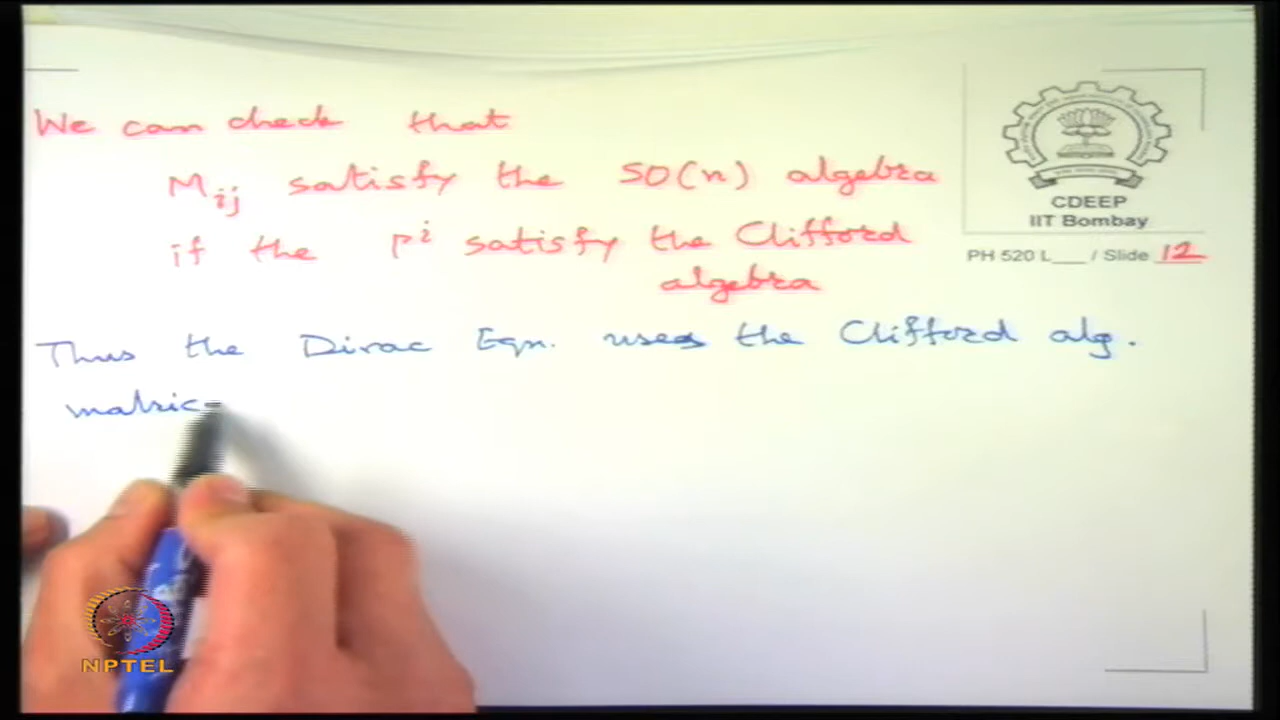 We can check that
M_ij satisfy the SO(n) algebra
if the Γ^i satisfy the Clifford
algebra
CDEEP
IIT Bombay
PH 520 L___ / Slide 12
Thus the Dirac Eqn. uses the Clifford alg.
matric
NPTEL